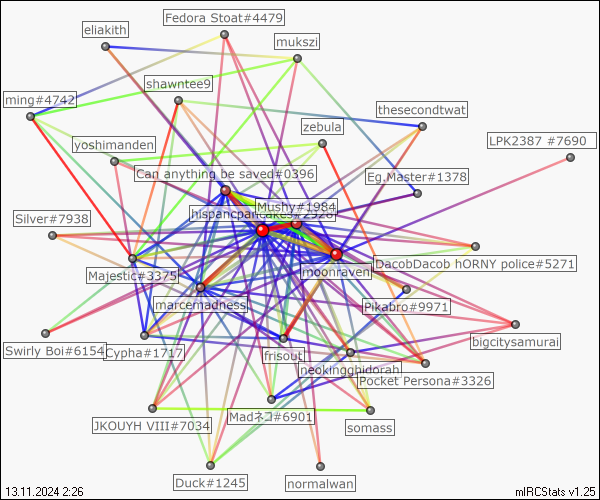 Fedora Stoat#4479
eliakith
mukszi
shawntee9
ming#4742
thesecondtwat
zebula
LPK2387 #7690
yoshimanden
Can anything be saved#0396
Eg.Master#1378
Mushy#1984
hispancpancakes#2928
Silver#7938
DacobDacob hORNY police#5271
moonraven
Majestic#3375
marcemadness
Pikabro#9971
bigcitysamurai
Swirly Boi#6154
Cypha#1717
frisout
neokingghidorah
Pocket Persona#3326
Madネコ#6901
JKOUYH VIII#7034
somass
Duck#1245
normalwan
13.11.2024 2:26
mIRCStats v1.25